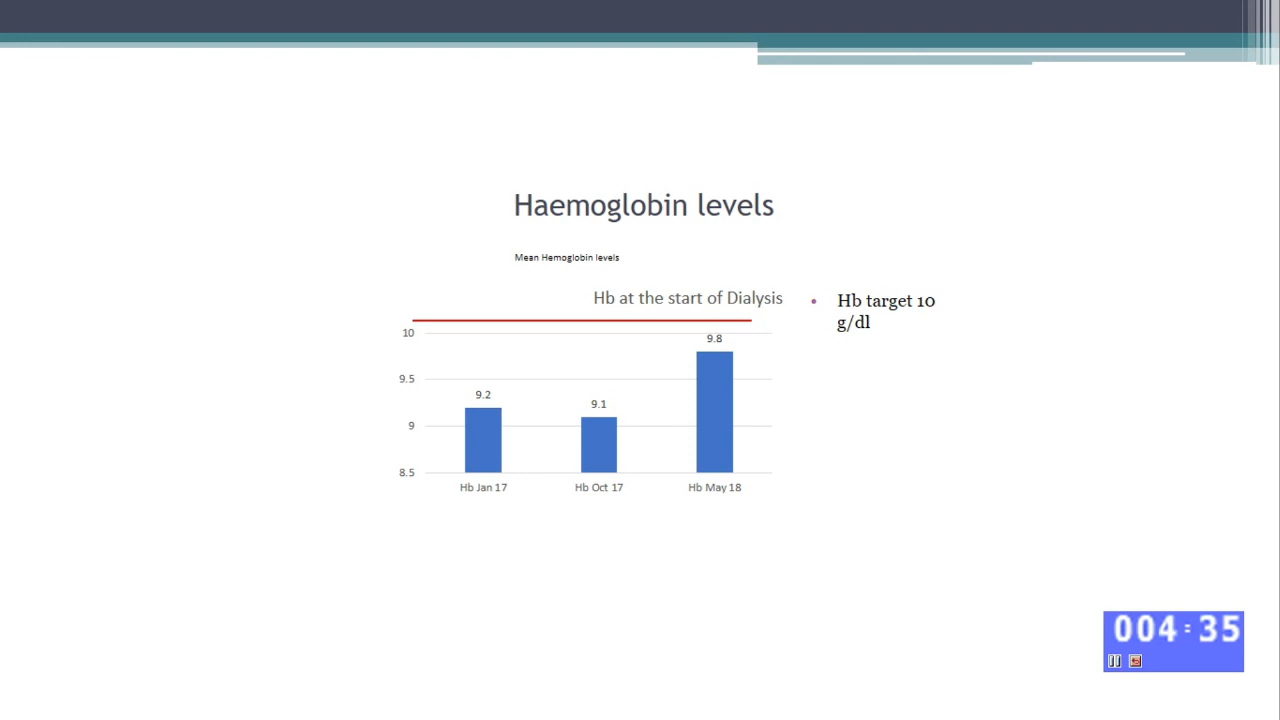 Haemoglobin levels
Mean Hemoglobin levels
Hb at the start of Dialysis
• Hb target 10
g/dl
10
9.5
9
8.5
9.2
9.1
9.8
Hb Jan 17
Hb Oct 17
Hb May 18
004:35